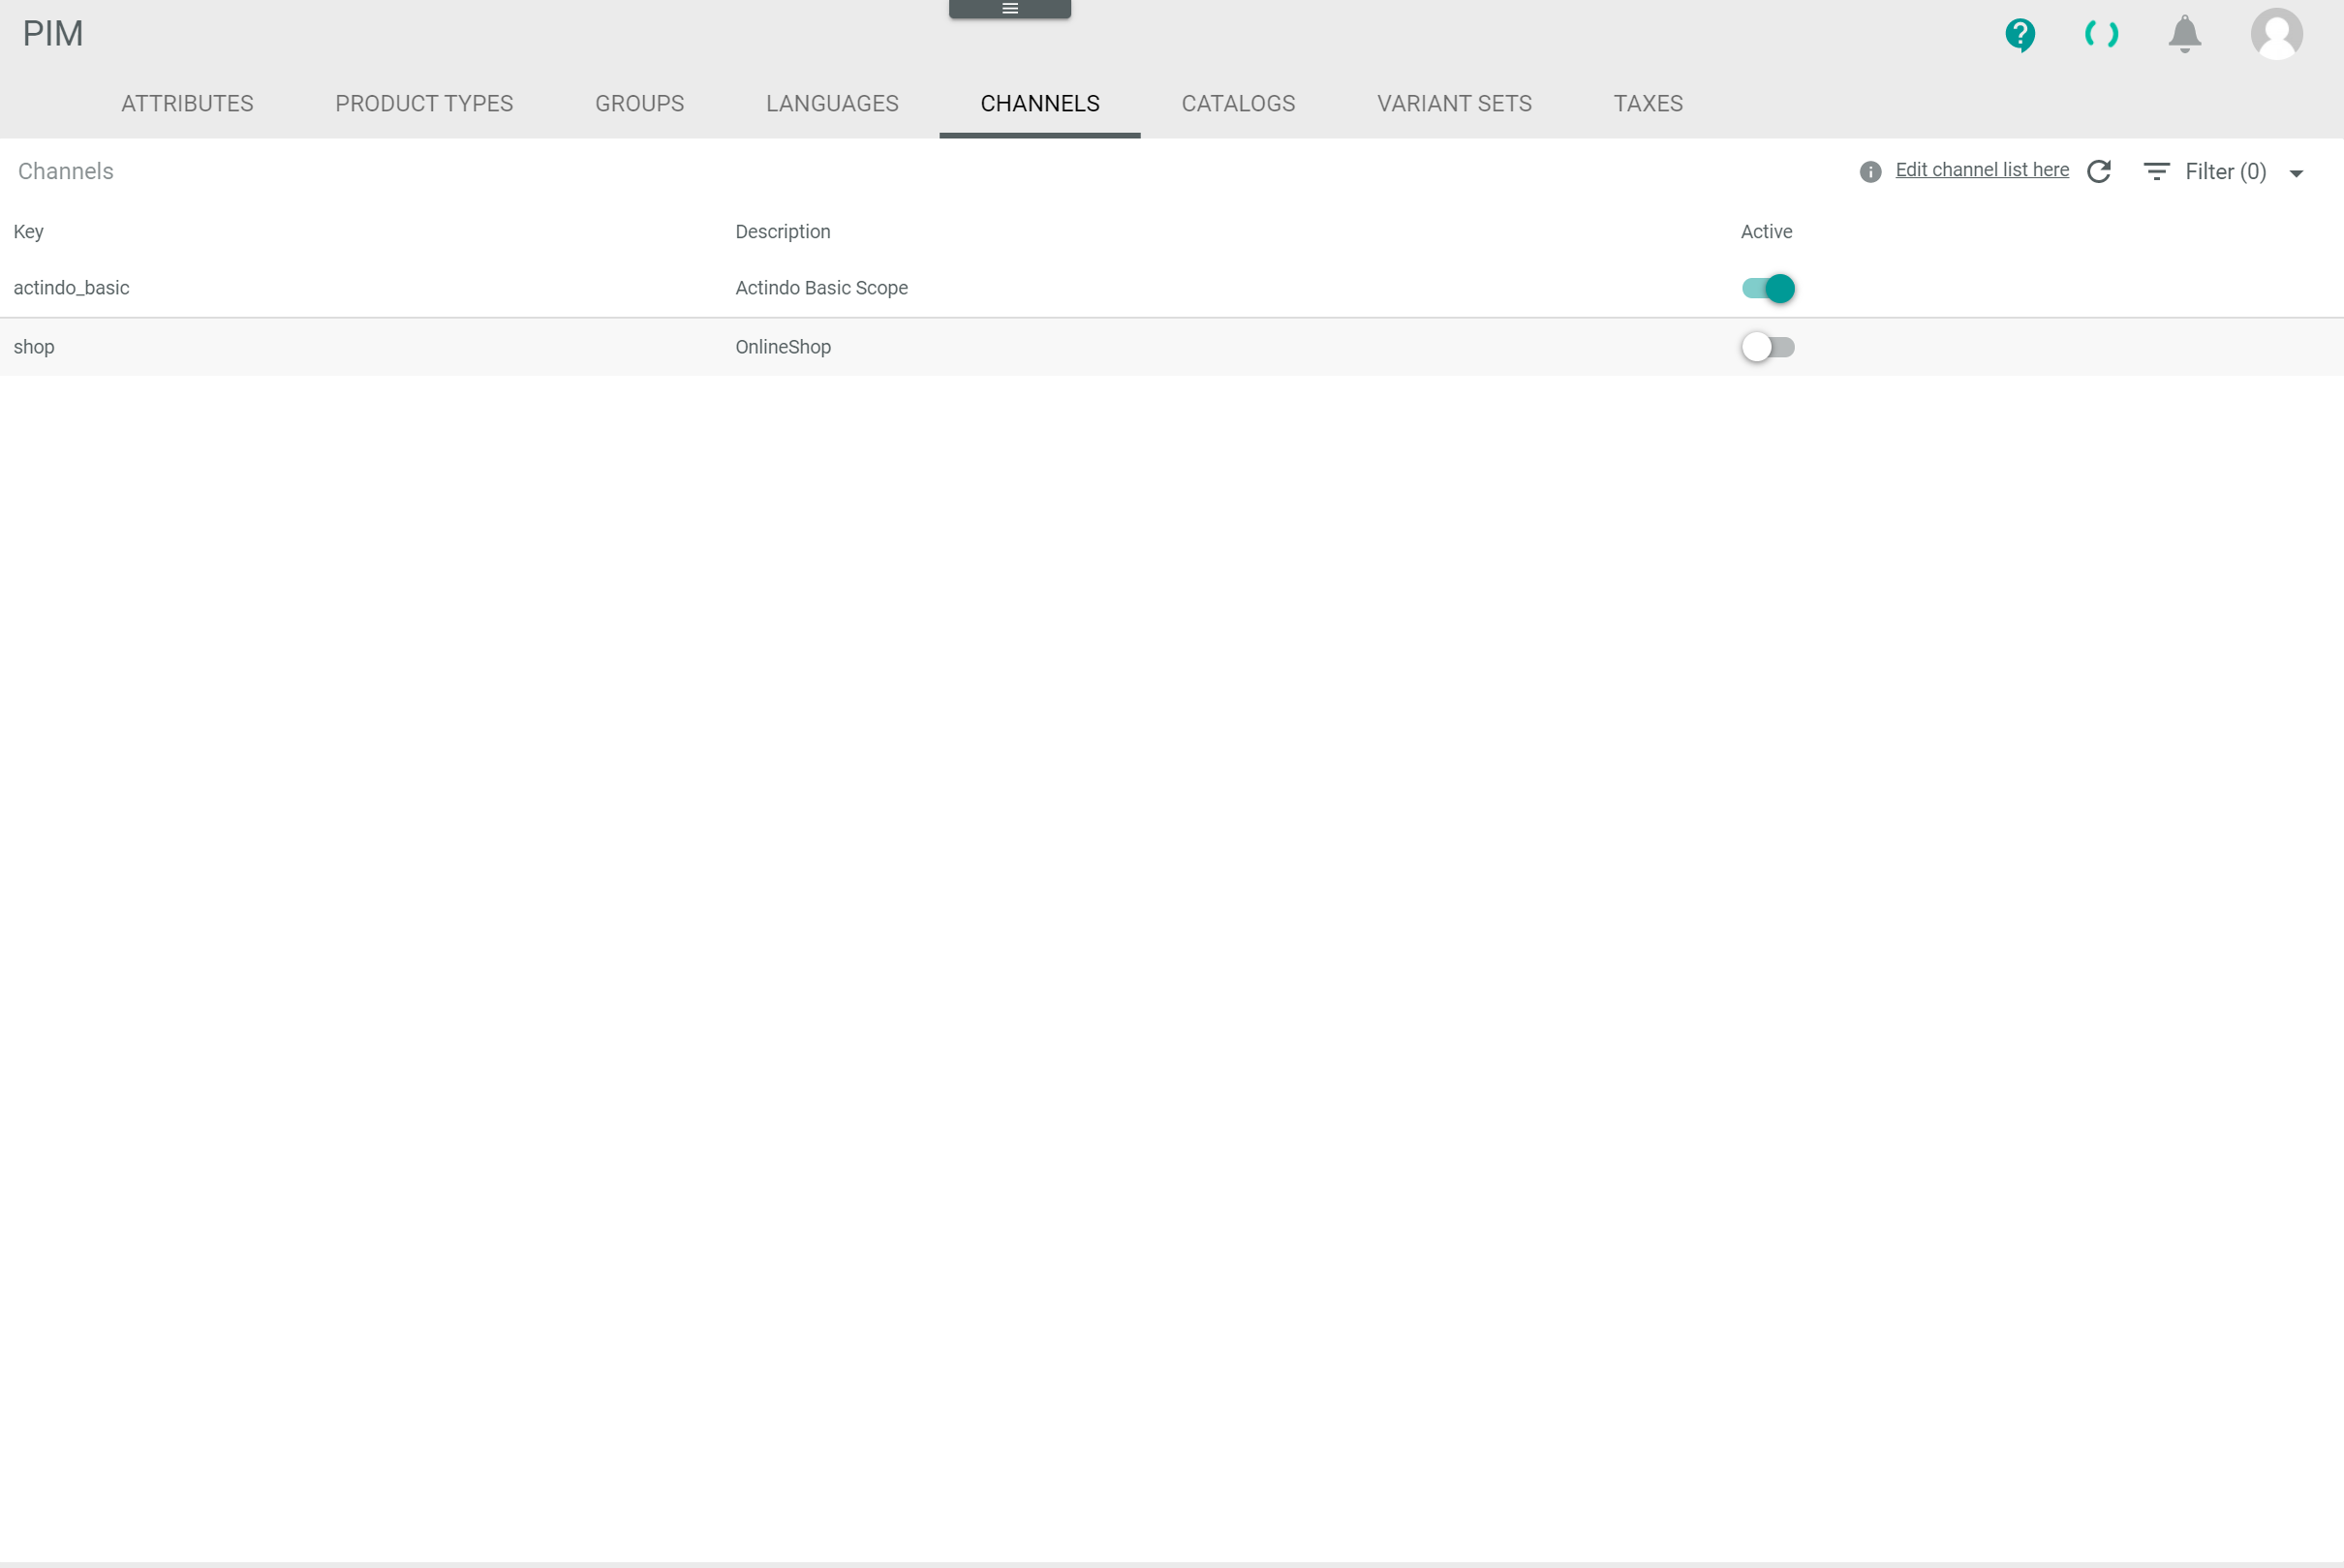 PIM
ATTRIBUTES PRODUCT TYPES GROUPS LANGUAGES CHANNELS CATALOGS VARIANT SETS TAXES
Channels Edit channel list here Filter (0)
Key Description Active
actindo_basic Actindo Basic Scope
shop OnlineShop